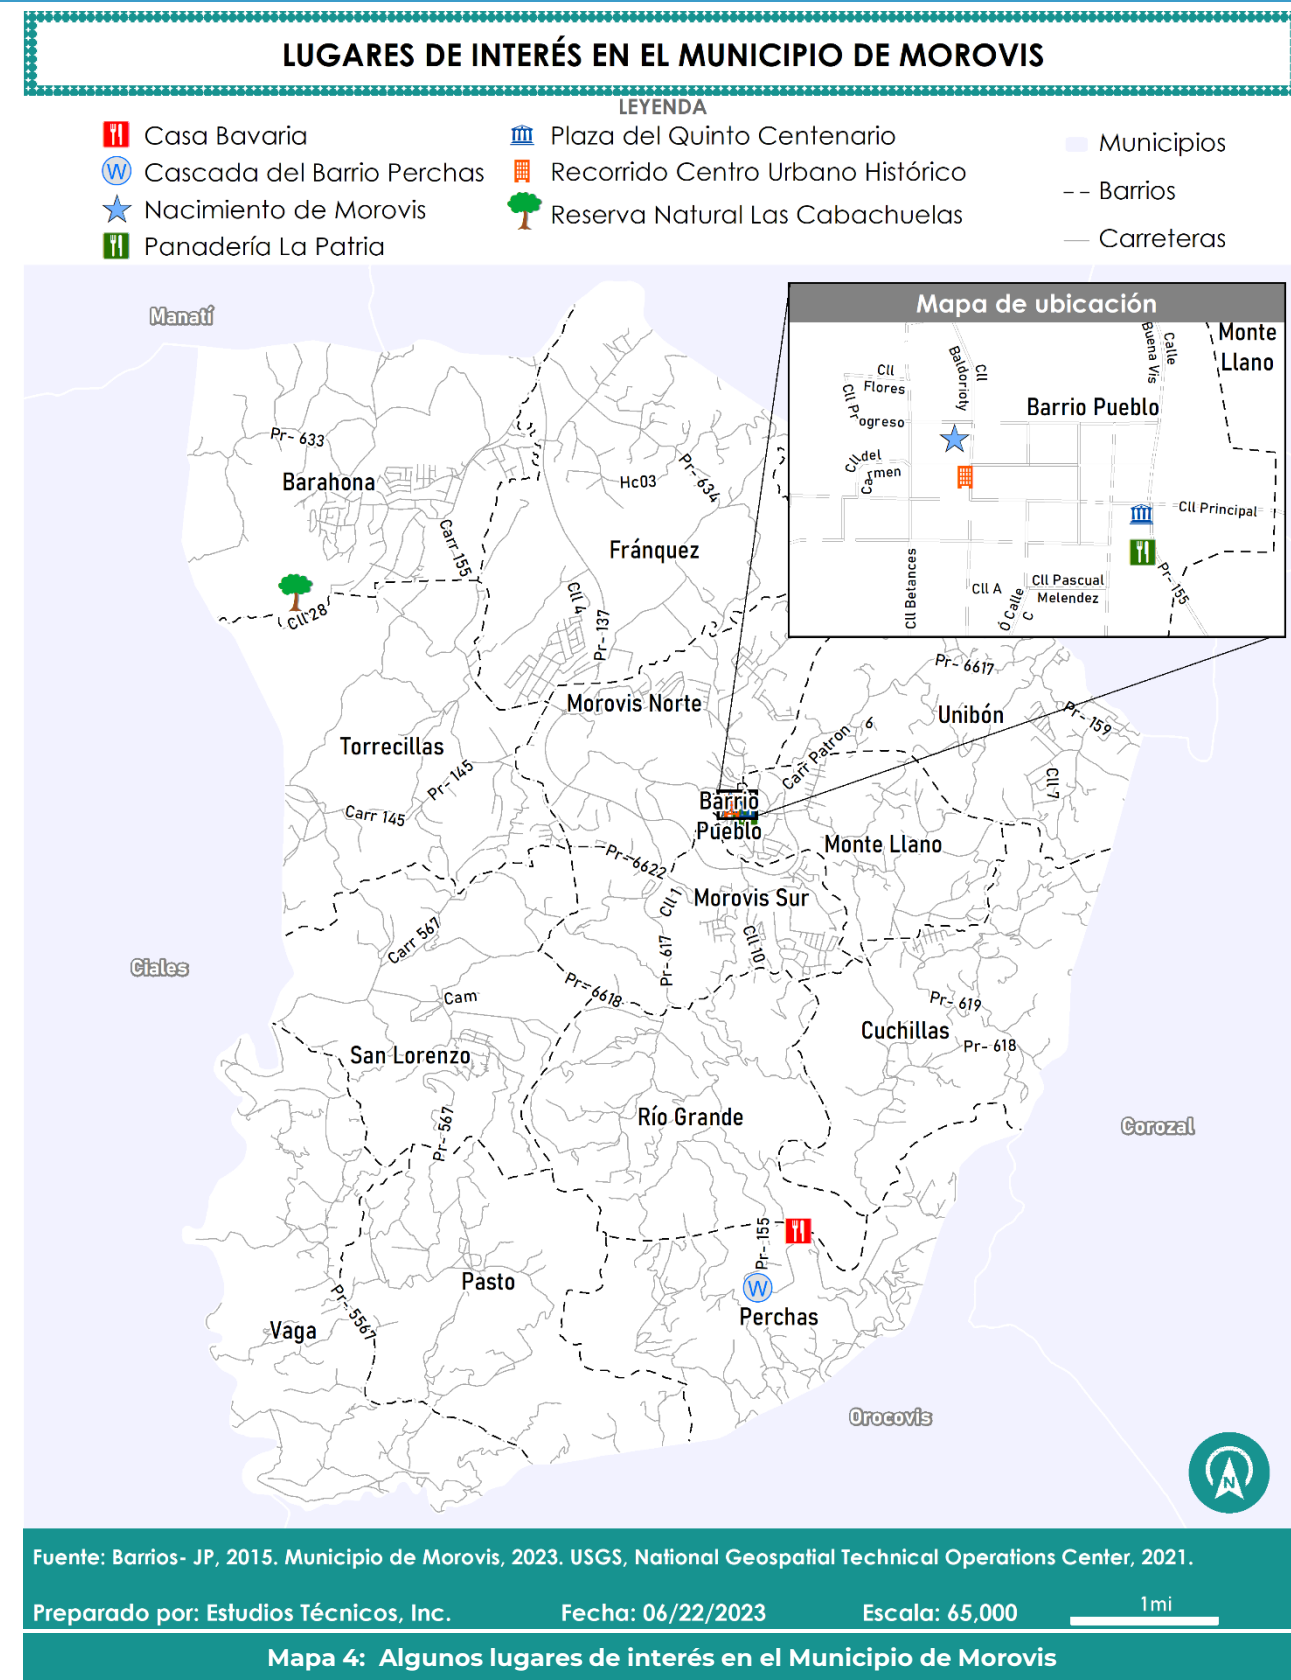 LUGARES DE INTERÉS EN EL MUNICIPIO DE MOROVIS
LEYENDA
Casa Bavaria
Cascada del Barrio Perchas
W
Nacimiento de Morovis
Panadería La Patria
Plaza del Quinto Centenario
Recorrido Centro Urbano Histórico
Reserva Natural Las Cabachuelas
Municipios
Barrios
Carreteras
Mapa de ubicación
Monte
Llano
Calle
Buena Vis
Cll
Baldorioty
Cll
Flores
Cll Progreso
Barrio Pueblo
Cll del
Carmen
Cll Principal
Cll Betances
Cll A
Cll Pascual
Melendez
Ó Calle
C
Pr- 155
Manatí
Pr- 633
Barahona
Hc03
Pr- 634
Carr 155
Fránquez
Cll 28
Cll 4
Pr- 137
Morovis Norte
Pr- 6617
Unibón
Pr- 159
Torrecillas
Pr- 145
Carr Patron 6
Cll 7
Carr 145
Barrio
Pueblo
Monte Llano
Pr- 6622
Cll 1
Morovis Sur
Carr 567
Pr- 617
Cll 10
Ciales
Pr- 6618
Cam
Pr- 619
Cuchillas
Pr- 618
San Lorenzo
Pr- 567
Río Grande
Corozal
Pr- 155
W
Pasto
Perchas
Pr- 5567
Vaga
Orocovis
N
Fuente: Barrios- JP, 2015. Municipio de Morovis, 2023. USGS, National Geospatial Technical Operations Center, 2021.
Preparado por: Estudios Técnicos, Inc.
Fecha: 06/22/2023
Escala: 65,000
1mi
Mapa 4: Algunos lugares de interés en el Municipio de Morovis